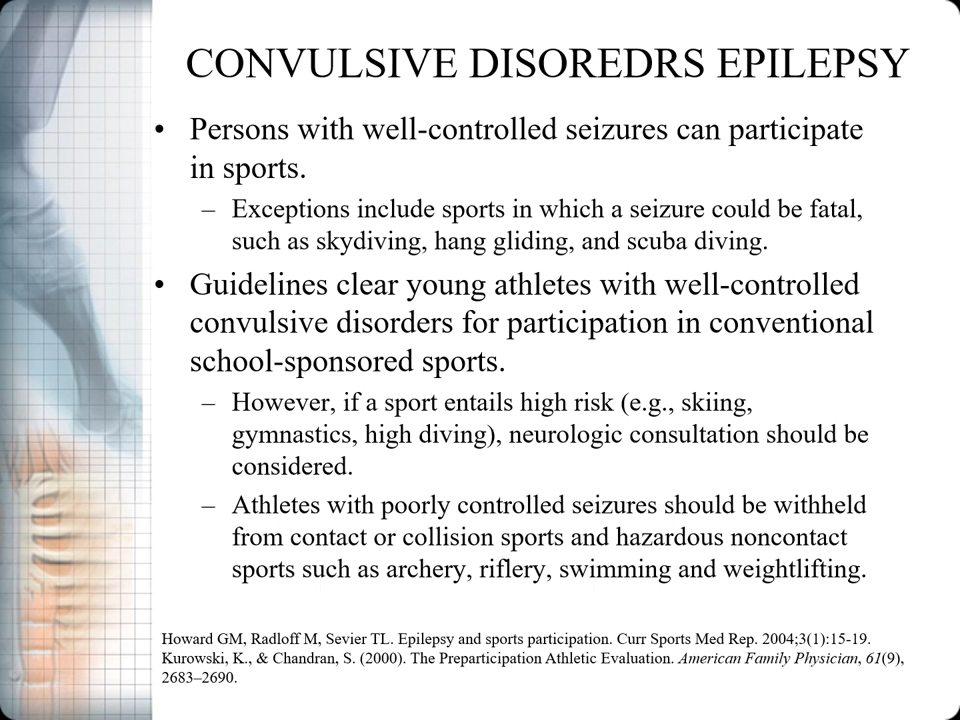 CONVULSIVE DISOREDRS EPILEPSY
• Persons with well-controlled seizures can participate
in sports.
– Exceptions include sports in which a seizure could be fatal,
such as skydiving, hang gliding, and scuba diving.
• Guidelines clear young athletes with well-controlled
convulsive disorders for participation in conventional
school-sponsored sports.
– However, if a sport entails high risk (e.g., skiing,
gymnastics, high diving), neurologic consultation should be
considered.
– Athletes with poorly controlled seizures should be withheld
from contact or collision sports and hazardous noncontact
sports such as archery, riflery, swimming and weightlifting.
Howard GM, Radloff M, Sevier TL. Epilepsy and sports participation. Curr Sports Med Rep. 2004;3(1):15-19.
Kurowski, K., & Chandran, S. (2000). The Preparticipation Athletic Evaluation. American Family Physician, 61(9),
2683–2690.